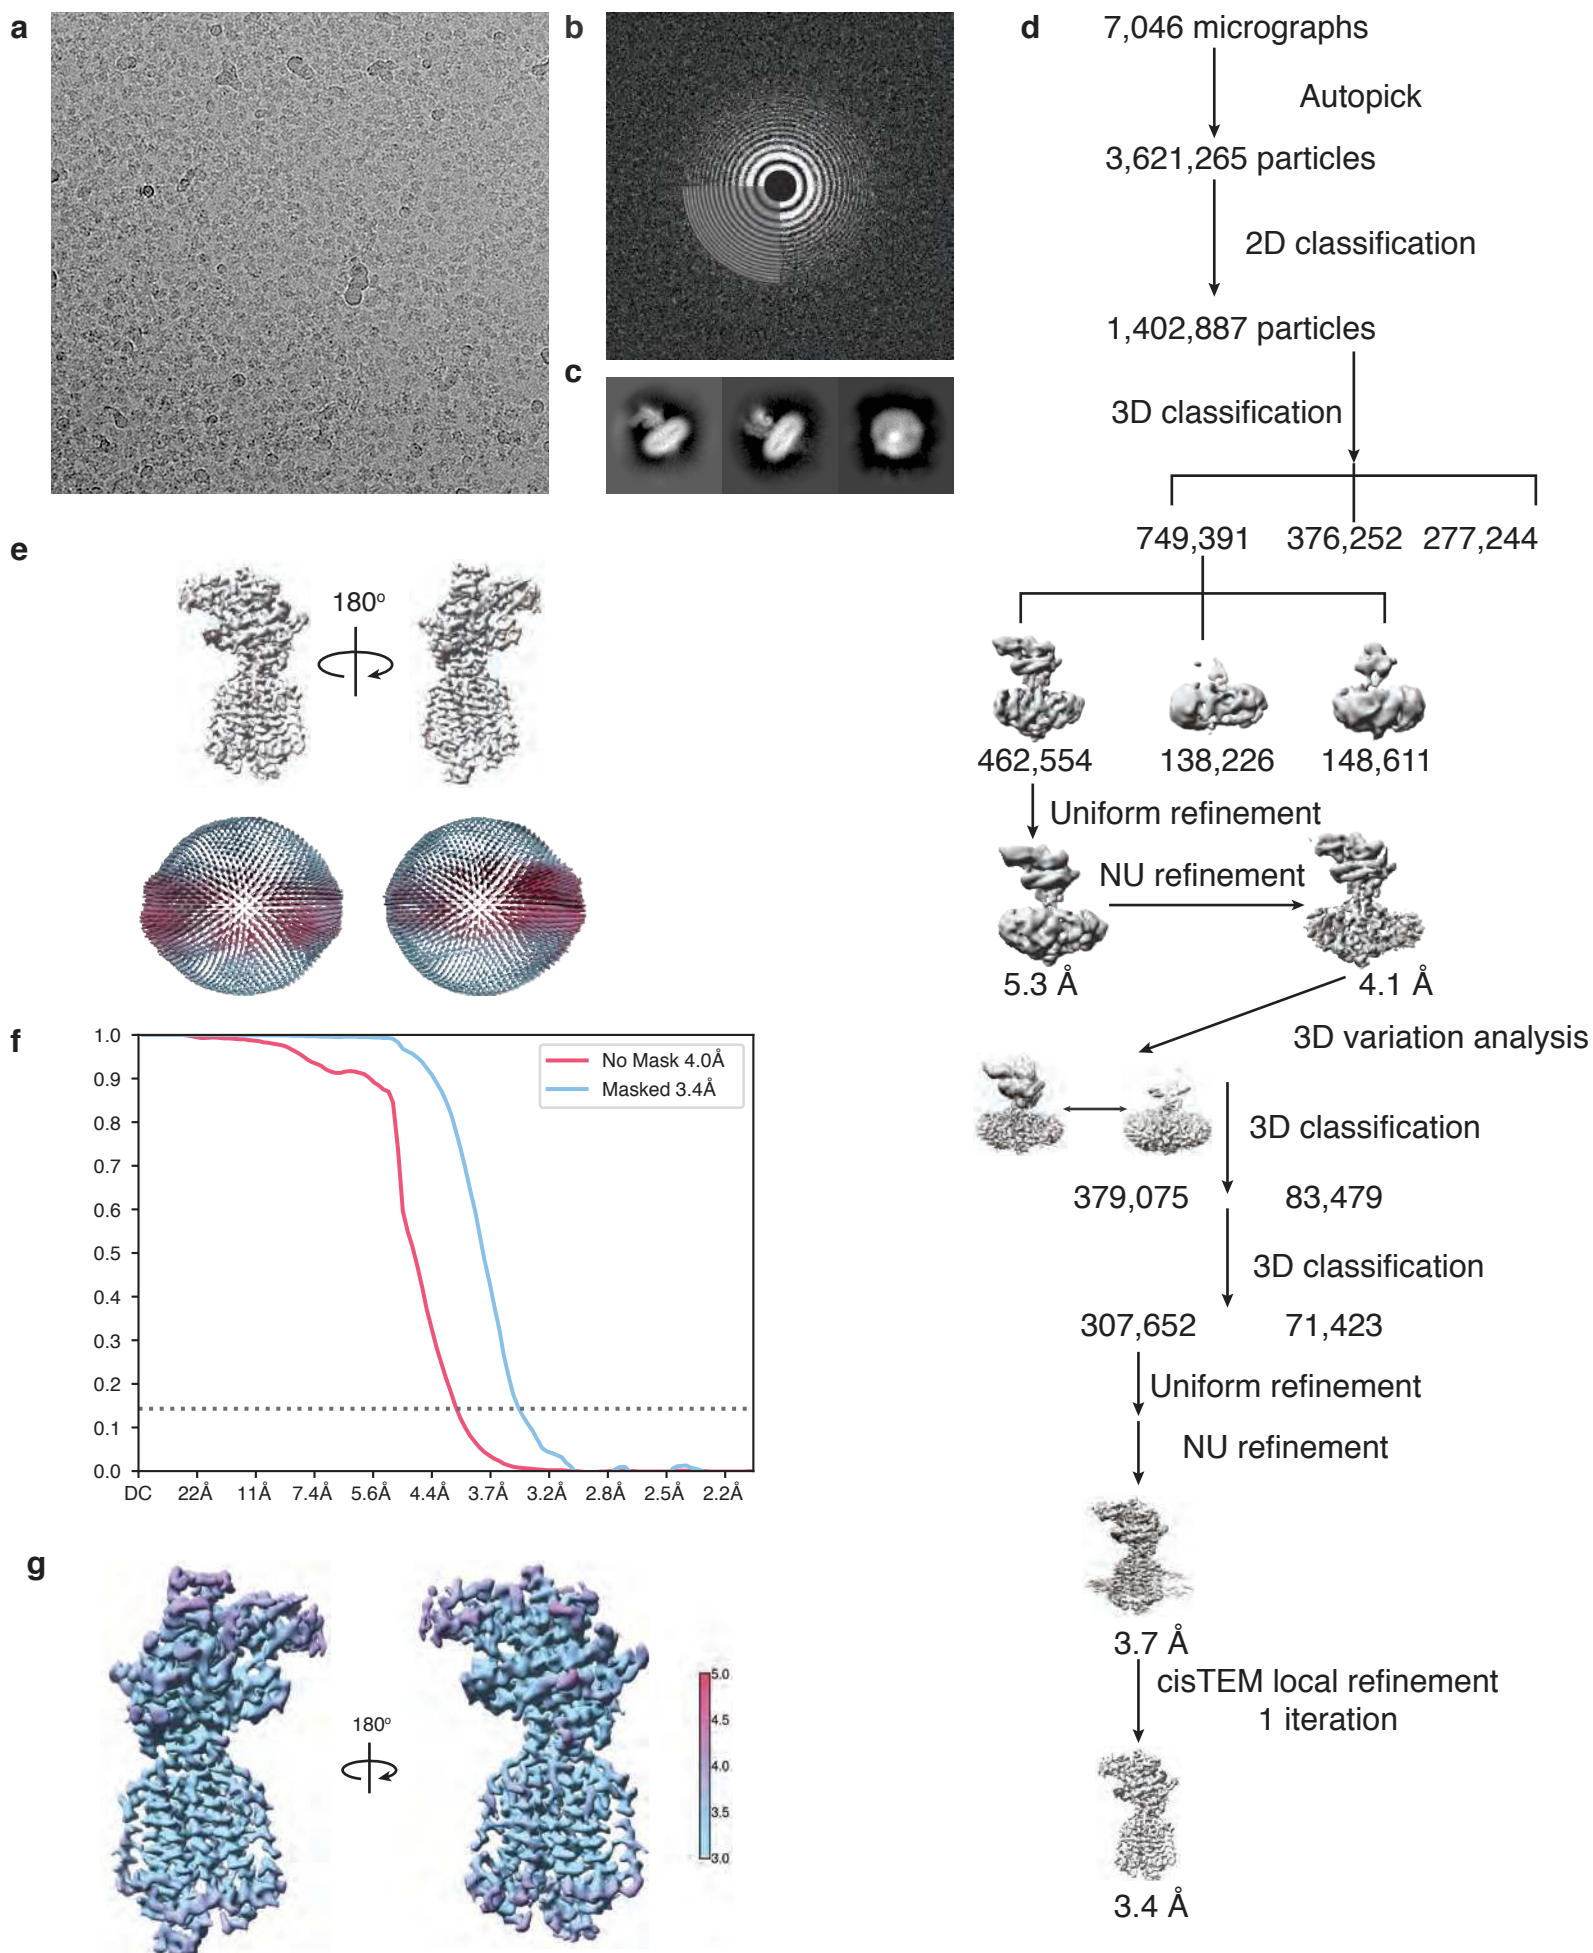 a
b
c
d
7,046 micrographs
Autopick
3,621,265 particles
2D classification
1,402,887 particles
3D classification
749,391 376,252 277,244
462,554 138,226 148,611
Uniform refinement
NU refinement
5.3 Å
4.1 Å
3D variation analysis
3D classification
379,075 83,479
3D classification
307,652 71,423
Uniform refinement
NU refinement
3.7 Å
cisTEM local refinement
1 iteration
3.4 Å
e
180º
f
1.0
0.9
0.8
0.7
0.6
0.5
0.4
0.3
0.2
0.1
0.0
No Mask 4.0Å
Masked 3.4Å
DC 22Å 11Å 7.4Å 5.6Å 4.4Å 3.7Å 3.2Å 2.8Å 2.5Å 2.2Å
g
180º
5.0
4.5
4.0
3.5
3.0